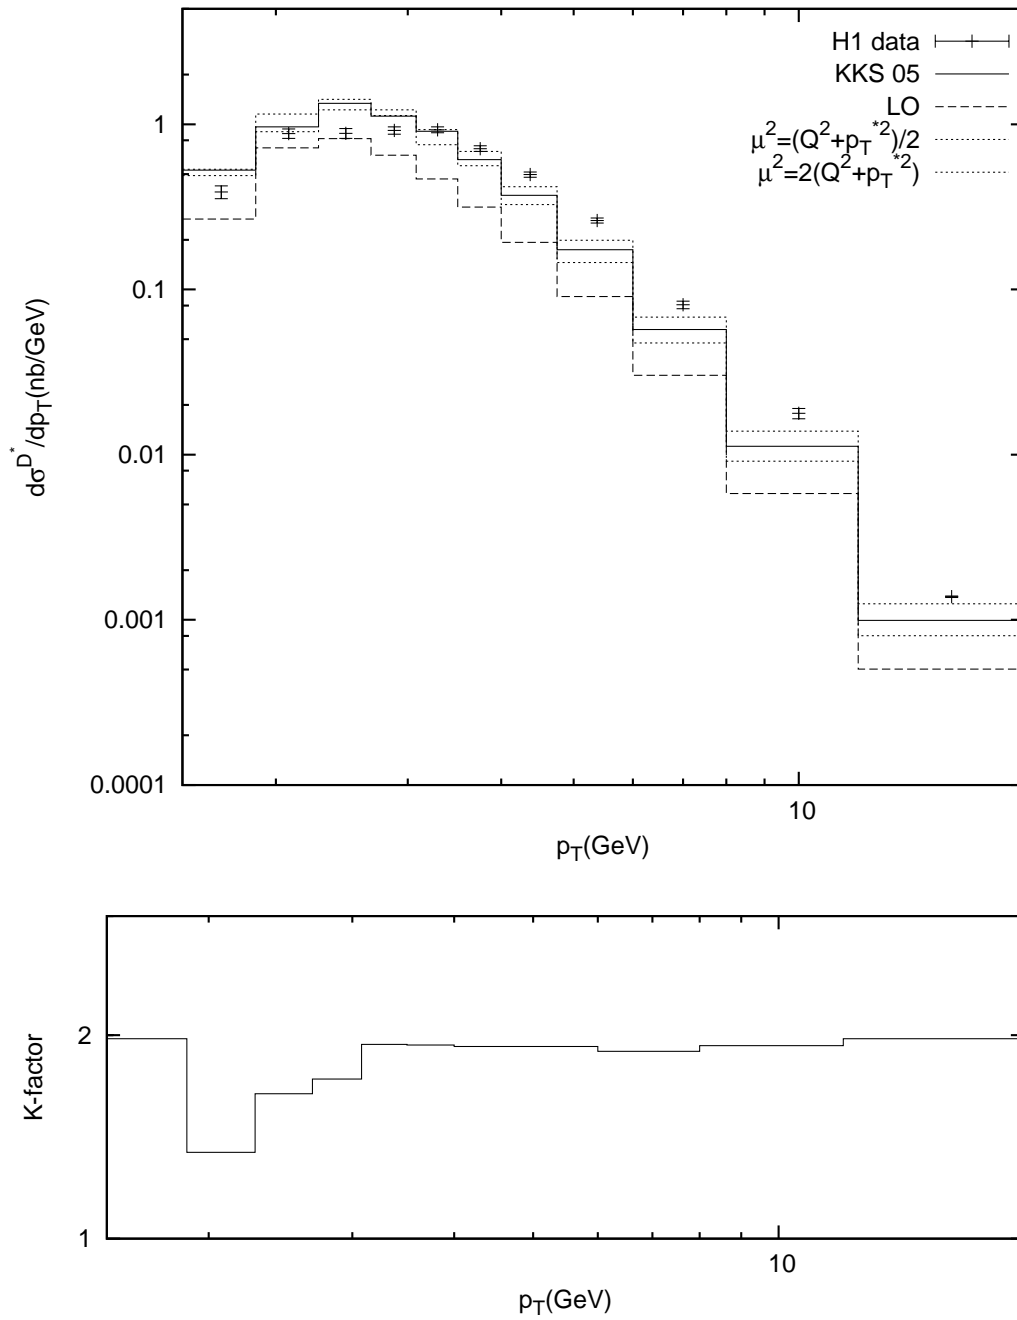 H1 data
KKS 05
LO
μ²=(Q²+p_T*²)/2
μ²=2(Q²+p_T*²)
1
0.1
0.01
0.001
0.0001
dσ^D*/dp_T(nb/GeV)
10
p_T(GeV)
2
1
K-factor
10
p_T(GeV)